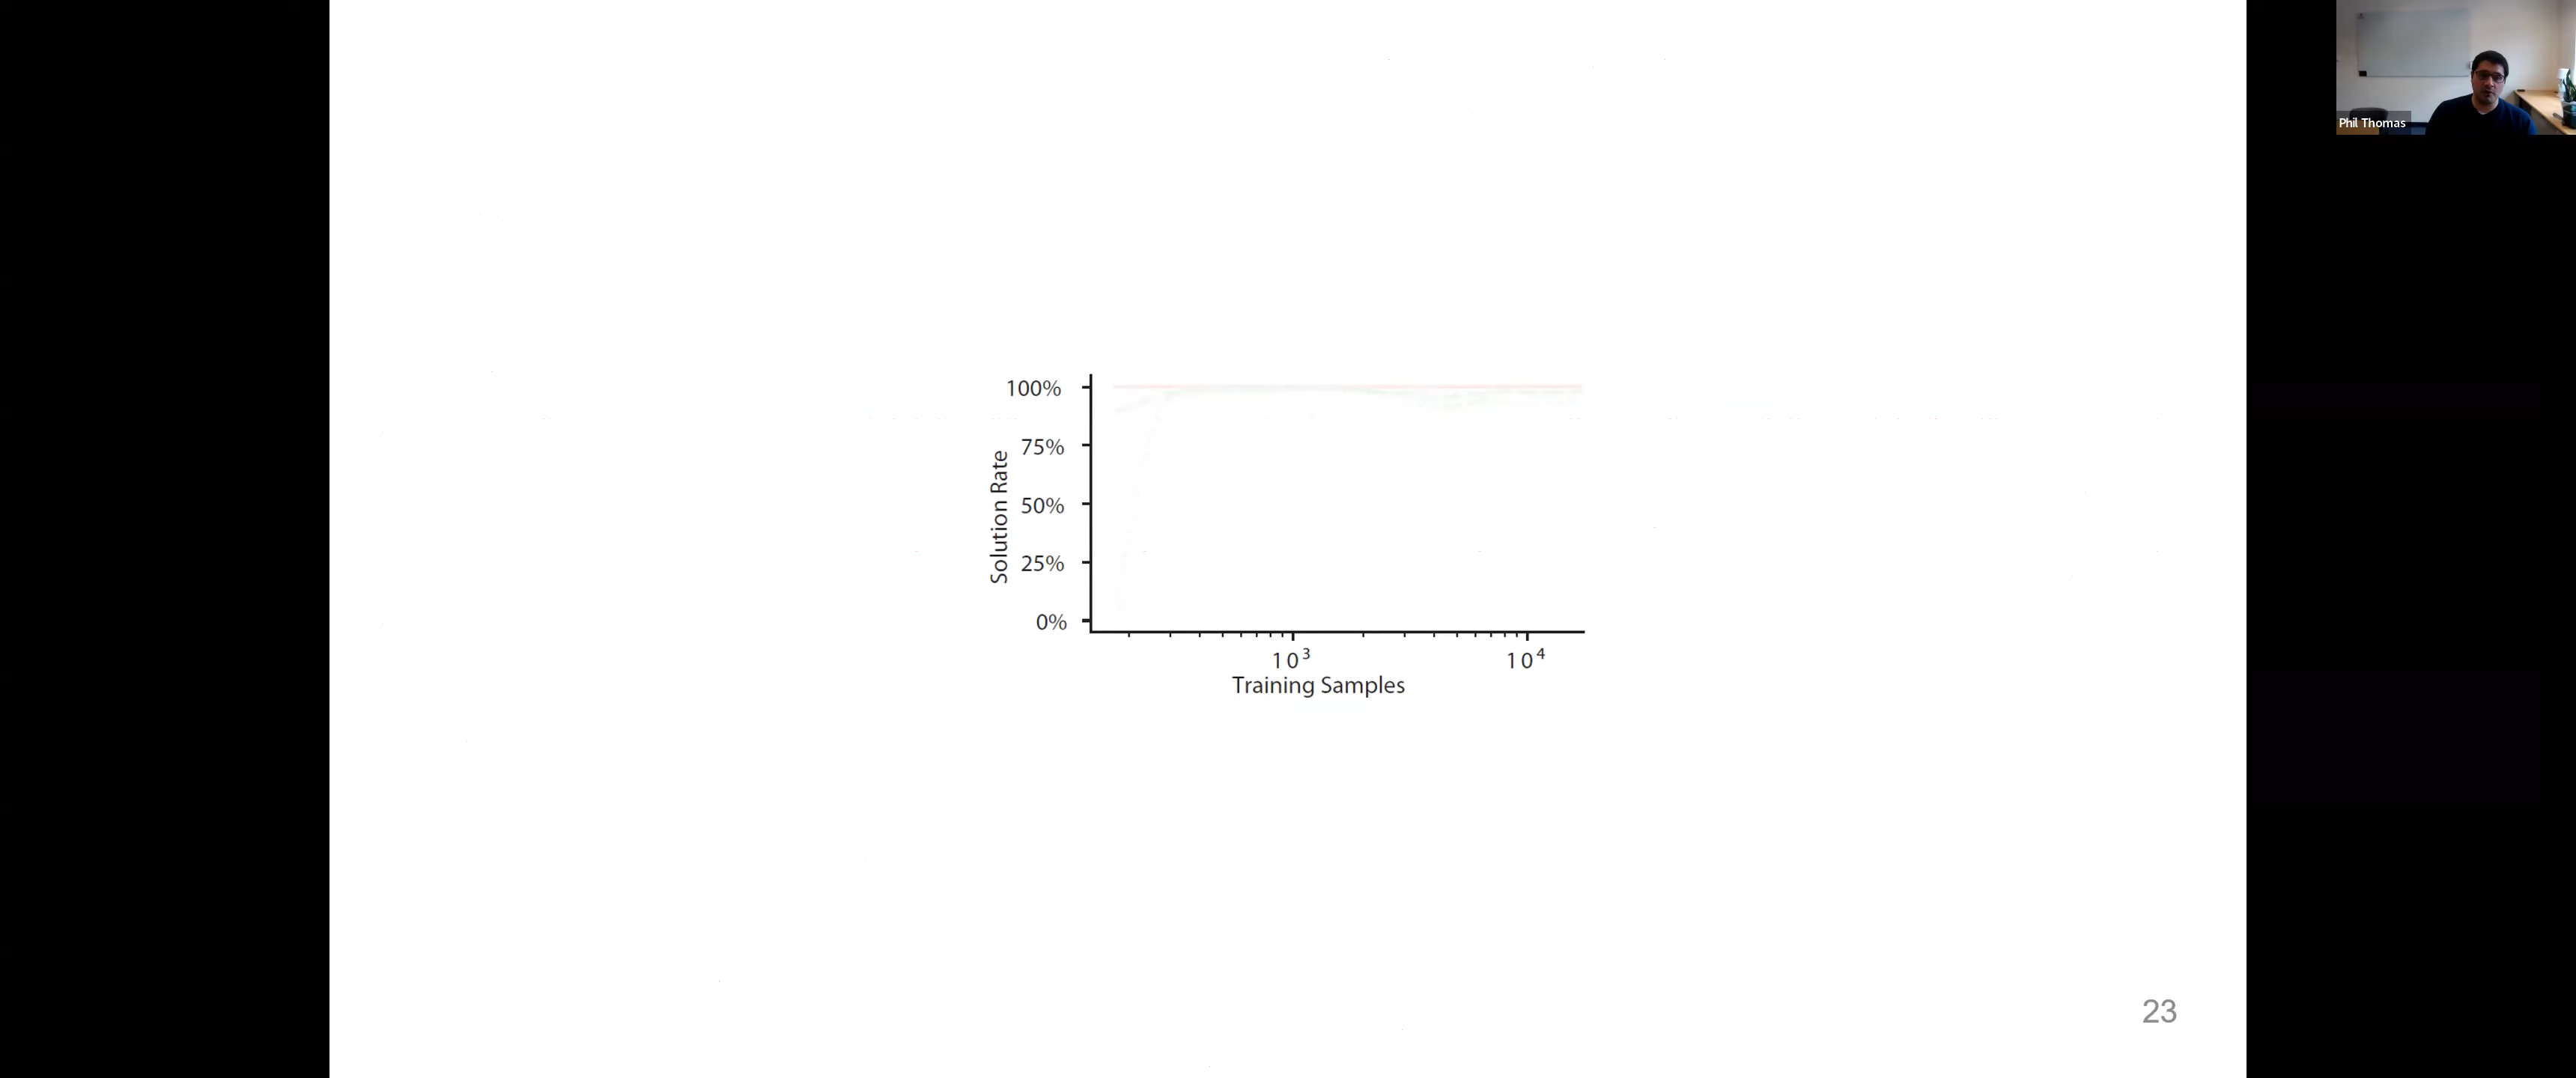 Phil Thomas
100%
75%
50%
25%
0%
Solution Rate
10³
10⁴
Training Samples
23